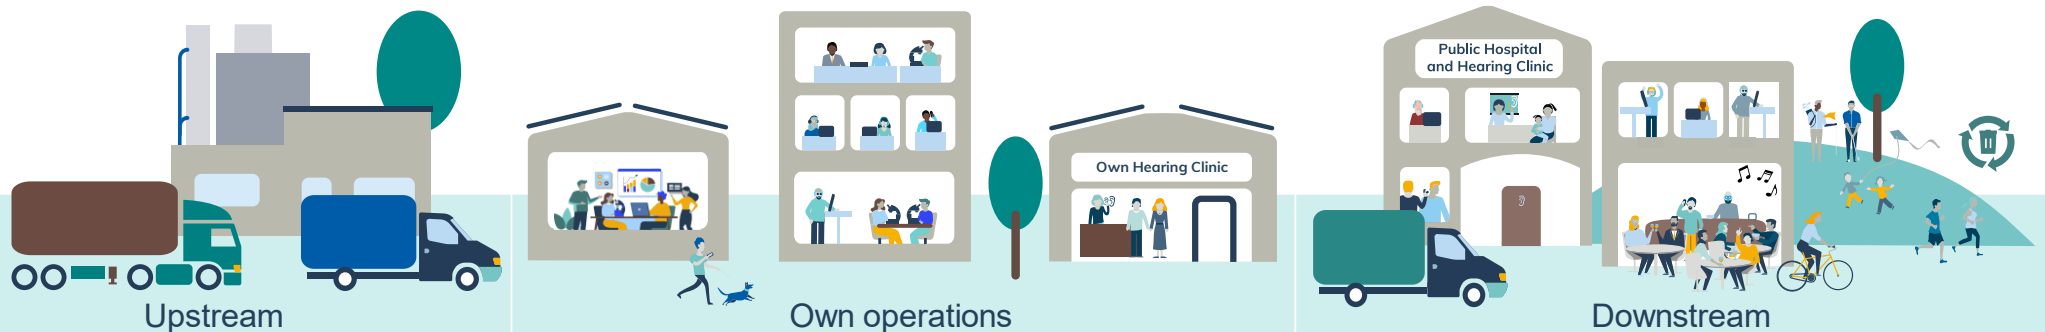 Public Hospital
and Hearing Clinic
Own Hearing Clinic
Upstream
Own operations
Downstream